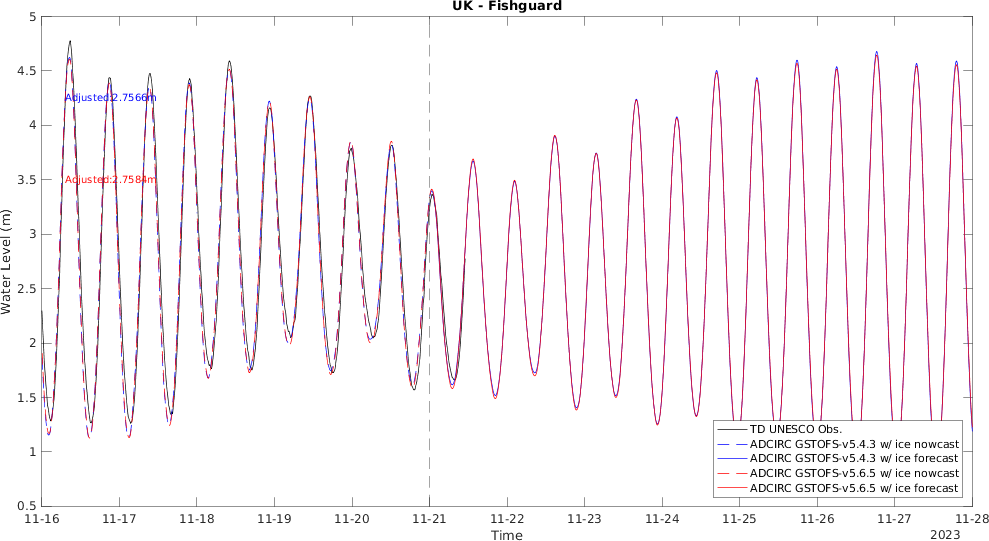 UK - Fishguard
5
4.5
4
3.5
3
2.5
2
1.5
1
0.5
Water Level (m)
Adjusted:2.7566m
Adjusted:2.7584m
TD UNESCO Obs.
ADCIRC GSTOFS-v5.4.3 w/ ice nowcast
ADCIRC GSTOFS-v5.4.3 w/ ice forecast
ADCIRC GSTOFS-v5.6.5 w/ ice nowcast
ADCIRC GSTOFS-v5.6.5 w/ ice forecast
11-16 11-17 11-18 11-19 11-20 11-21 11-22 11-23 11-24 11-25 11-26 11-27 11-28
Time 2023